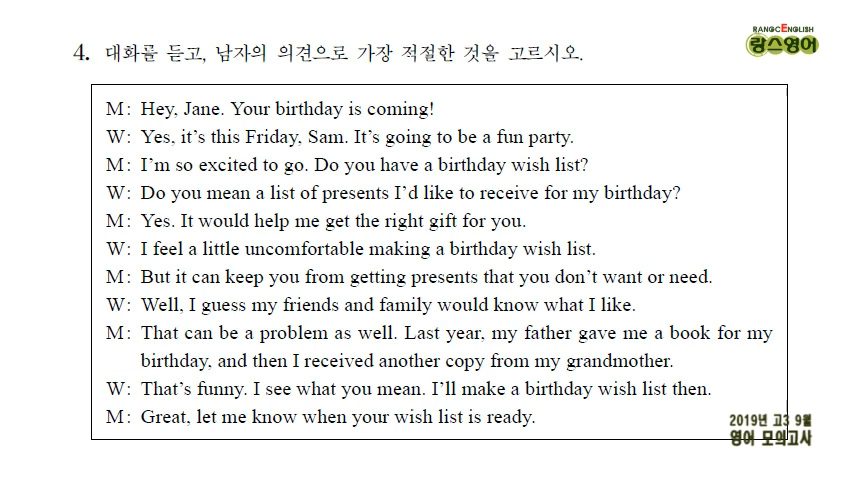 RANGCENGLISH
랑스영어
4. 대화를 듣고, 남자의 의견으로 가장 적절한 것을 고르시오.
M: Hey, Jane. Your birthday is coming!
W: Yes, it's this Friday, Sam. It's going to be a fun party.
M: I'm so excited to go. Do you have a birthday wish list?
W: Do you mean a list of presents I'd like to receive for my birthday?
M: Yes. It would help me get the right gift for you.
W: I feel a little uncomfortable making a birthday wish list.
M: But it can keep you from getting presents that you don't want or need.
W: Well, I guess my friends and family would know what I like.
M: That can be a problem as well. Last year, my father gave me a book for my
birthday, and then I received another copy from my grandmother.
W: That's funny. I see what you mean. I'll make a birthday wish list then.
M: Great, let me know when your wish list is ready.
2019년 고3 9월
영어 모의고사